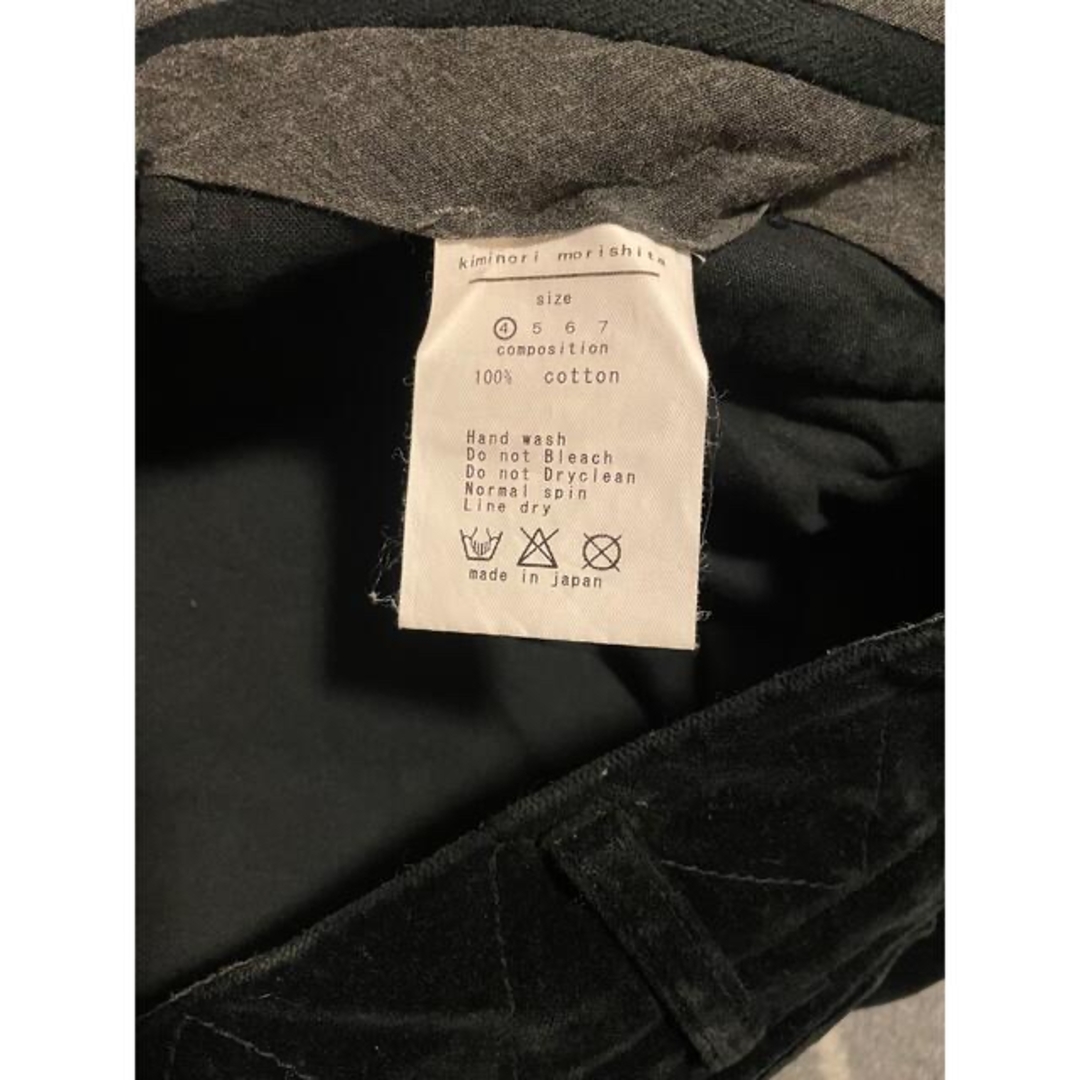 kiminori morishita
size
④ 5 6 7
composition
100% cotton
Hand wash
Do not Bleach
Do not Dryclean
Normal spin
Line dry
made in japan